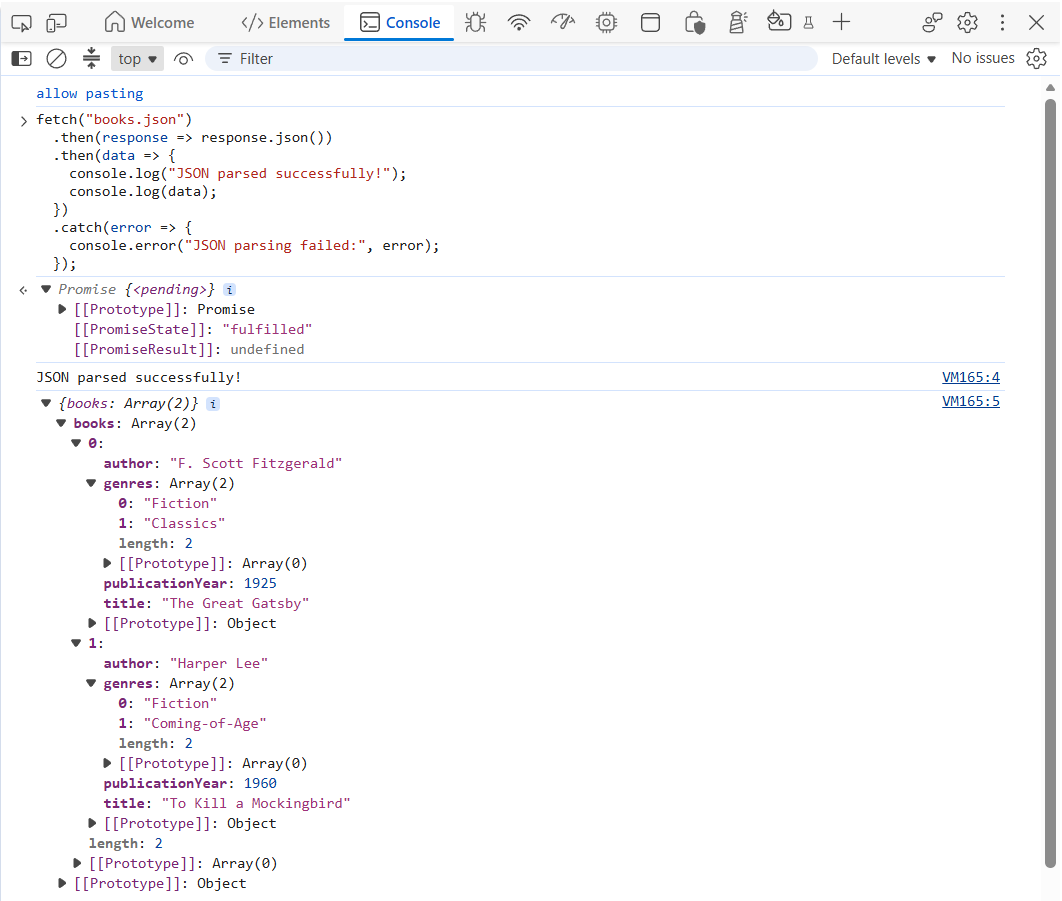 Welcome </> Elements Console
top Filter Default levels No issues
allow pasting
fetch("books.json")
.then(response => response.json())
.then(data => {
console.log("JSON parsed successfully!");
console.log(data);
})
.catch(error => {
console.error("JSON parsing failed:", error);
});
Promise {<pending>} i
[[Prototype]]: Promise
[[PromiseState]]: "fulfilled"
[[PromiseResult]]: undefined
JSON parsed successfully! VM165:4
{books: Array(2)} i VM165:5
books: Array(2)
0:
author: "F. Scott Fitzgerald"
genres: Array(2)
0: "Fiction"
1: "Classics"
length: 2
[[Prototype]]: Array(0)
publicationYear: 1925
title: "The Great Gatsby"
[[Prototype]]: Object
1:
author: "Harper Lee"
genres: Array(2)
0: "Fiction"
1: "Coming-of-Age"
length: 2
[[Prototype]]: Array(0)
publicationYear: 1960
title: "To Kill a Mockingbird"
[[Prototype]]: Object
length: 2
[[Prototype]]: Array(0)
[[Prototype]]: Object